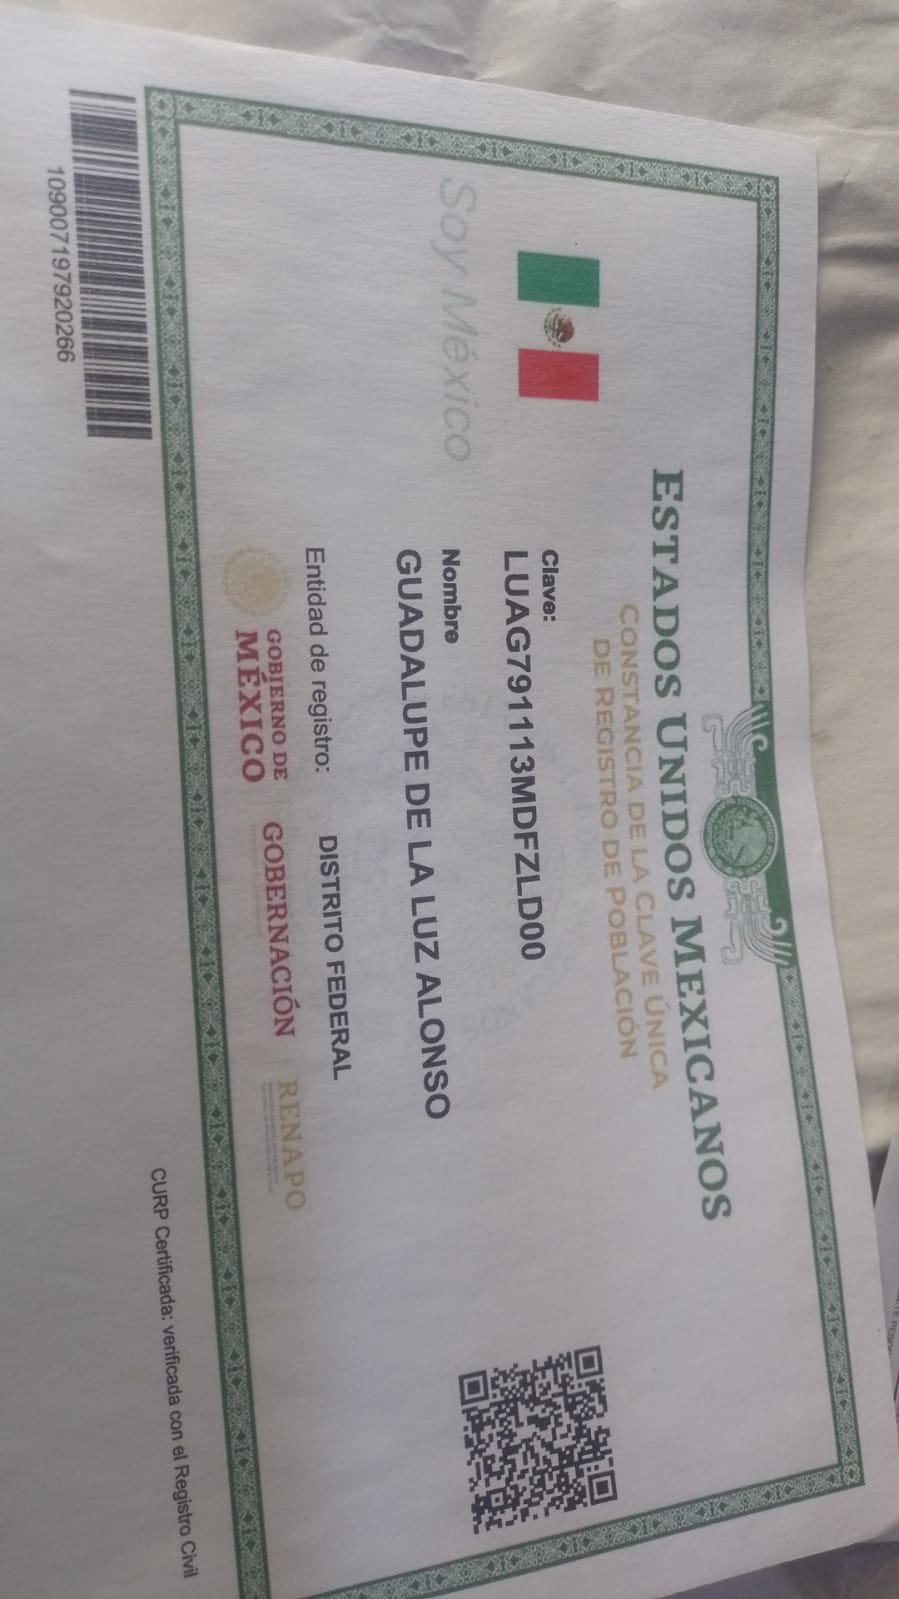 ESTADOS UNIDOS MEXICANOS
CONSTANCIA DE LA CLAVE ÚNICA
DE REGISTRO DE POBLACIÓN
Soy México
Clave:
LUAG791113MDFZLD00
Nombre
GUADALUPE DE LA LUZ ALONSO
Entidad de registro: DISTRITO FEDERAL
GOBIERNO DE
MÉXICO
GOBERNACIÓN
RENAPO
109007197920266
CURP Certificada: verificada con el Registro Civil